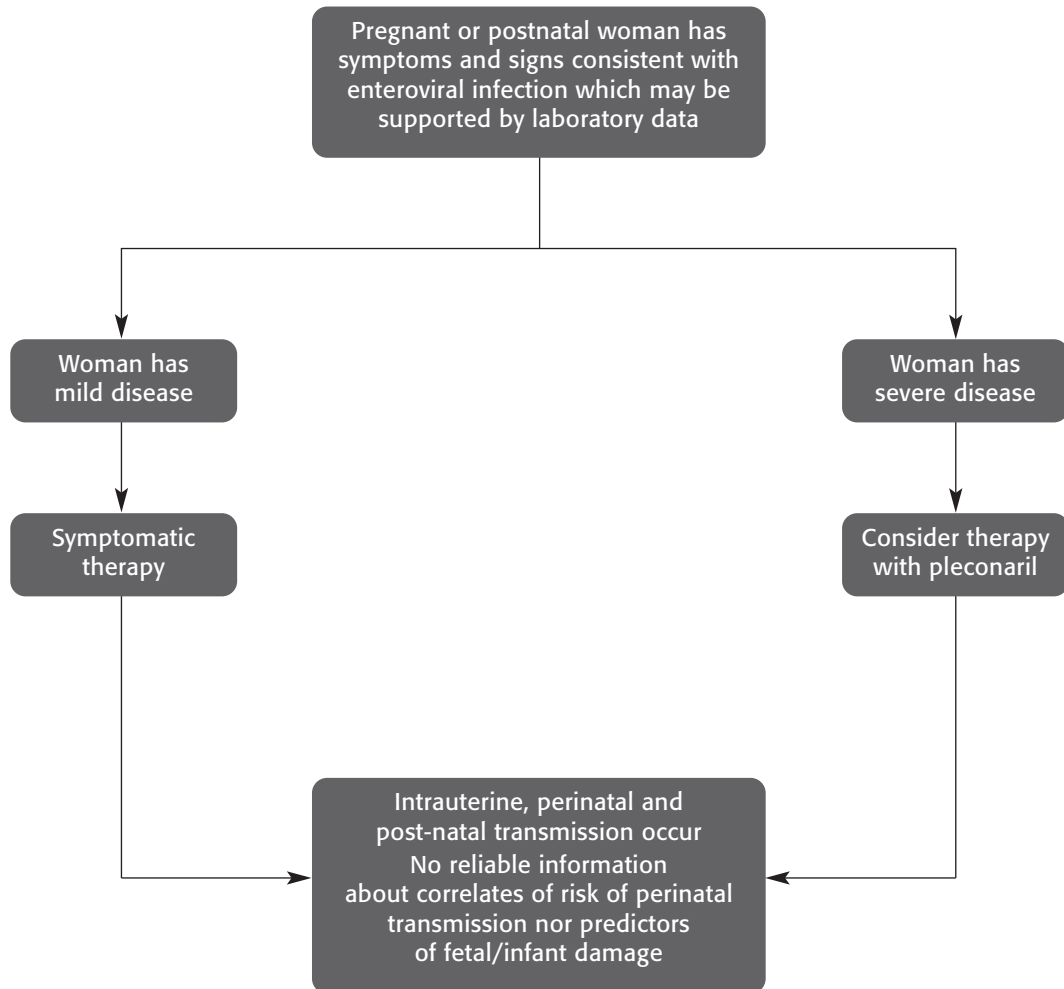 Pregnant or postnatal woman has
symptoms and signs consistent with
enteroviral infection which may be
supported by laboratory data
Woman has
mild disease
Woman has
severe disease
Symptomatic
therapy
Consider therapy
with pleconaril
Intrauterine, perinatal and
post-natal transmission occur
No reliable information
about correlates of risk of perinatal
transmission nor predictors
of fetal/infant damage